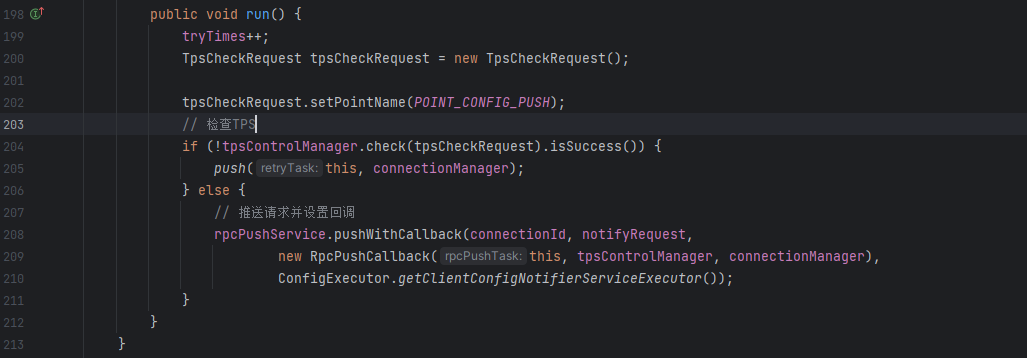 198 public void run() {
199 tryTimes++;
200 TpsCheckRequest tpsCheckRequest = new TpsCheckRequest();
201
202 tpsCheckRequest.setPointName(POINT_CONFIG_PUSH);
203 // 检查TPS
204 if (!tpsControlManager.check(tpsCheckRequest).isSuccess()) {
205 push( retryTask: this, connectionManager);
206 } else {
207 // 推送请求并设置回调
208 rpcPushService.pushWithCallback(connectionId, notifyRequest,
209 new RpcPushCallback( rpcPushTask: this, tpsControlManager, connectionManager),
210 ConfigExecutor.getClientConfigNotifierServiceExecutor());
211 }
212 }
213 }